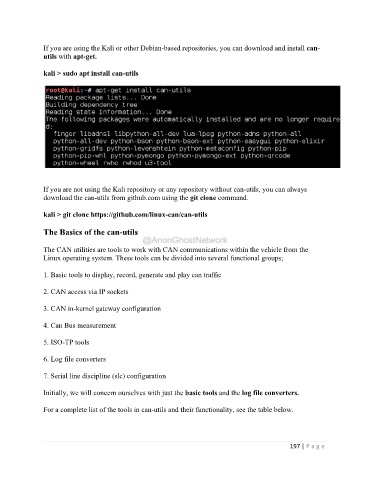 If you are using the Kali or other Debian-based repositories, you can download and install can-
utils with apt-get.
kali > sudo apt install can-utils
root@kali:~# apt-get install can-utils
Reading package lists... Done
Building dependency tree
Reading state information... Done
The following packages were automatically installed and are no longer require
d:
finger libadns1 libpython-all-dev lua-lpeg python-adns python-all
python-all-dev python-bson python-bson-ext python-easygui python-elixir
python-gridfs python-levenshtein python-metaconfig python-pip
python-pip-whl python-pymongo python-pymongo-ext python-qrcode
python-wheel rwho rwhod u3-tool
If you are not using the Kali repository or any repository without can-utils, you can always
download the can-utils from github.com using the git clone command.
kali > git clone https://github.com/linux-can/can-utils
The Basics of the can-utils
@AnonGhostNetwork
The CAN utilities are tools to work with CAN communications within the vehicle from the
Linux operating system. These tools can be divided into several functional groups;
1. Basic tools to display, record, generate and play can traffic
2. CAN access via IP sockets
3. CAN in-kernel gateway configuration
4. Can Bus measurement
5. ISO-TP tools
6. Log file converters
7. Serial line discipline (slc) configuration
Initially, we will concern ourselves with just the basic tools and the log file converters.
For a complete list of the tools in can-utils and their functionality, see the table below.
197 | P a g e